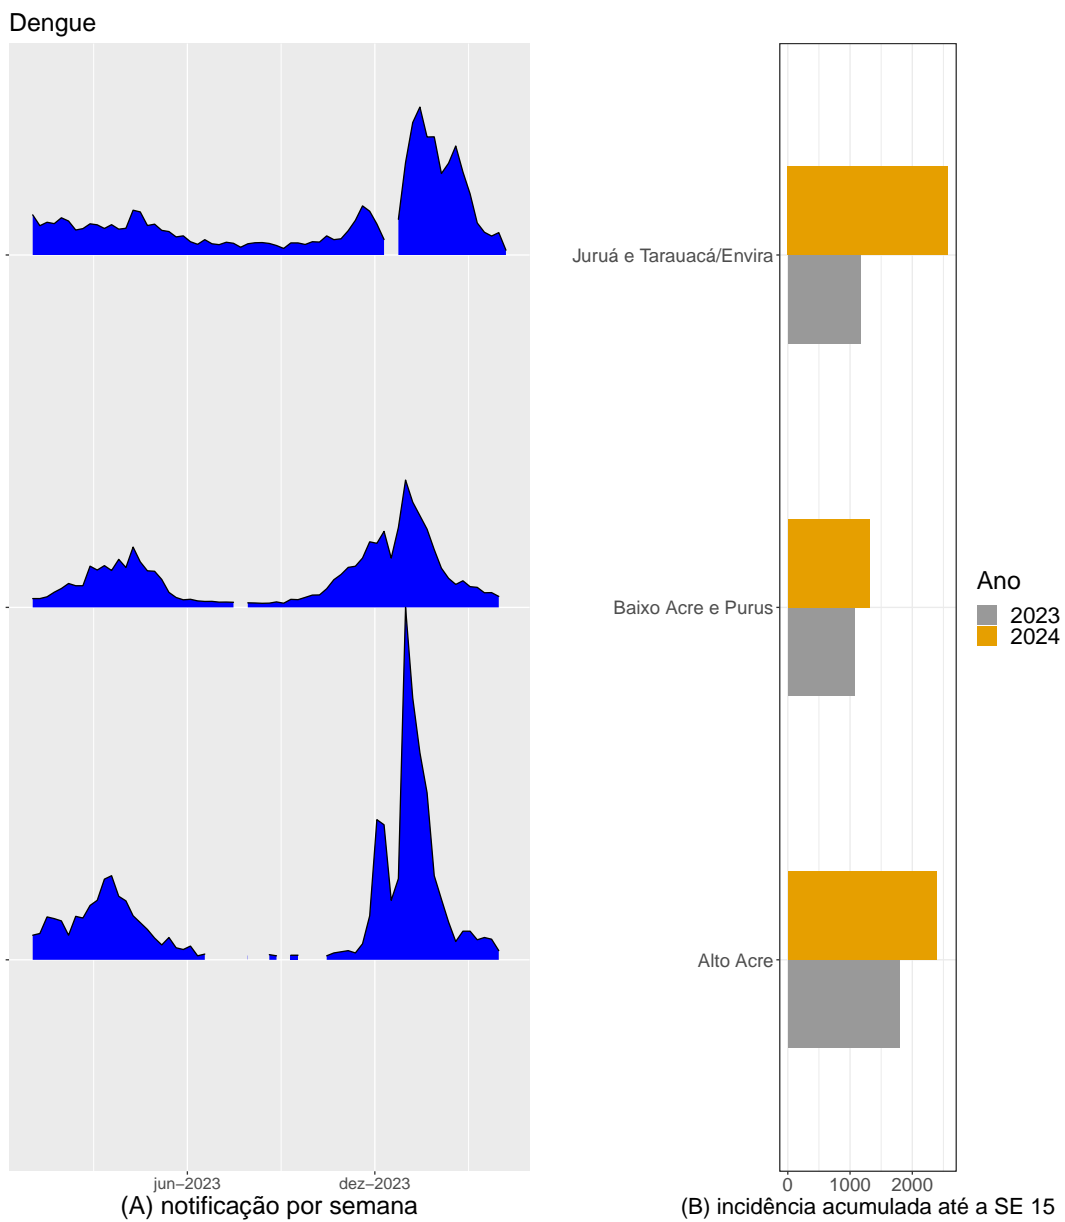 Dengue
Juruá e Tarauacá/Envira
Baixo Acre e Purus
Alto Acre
jun–2023
dez–2023
(A) notificação por semana
0
1000
2000
(B) incidência acumulada até a SE 15
Ano
2023
2024